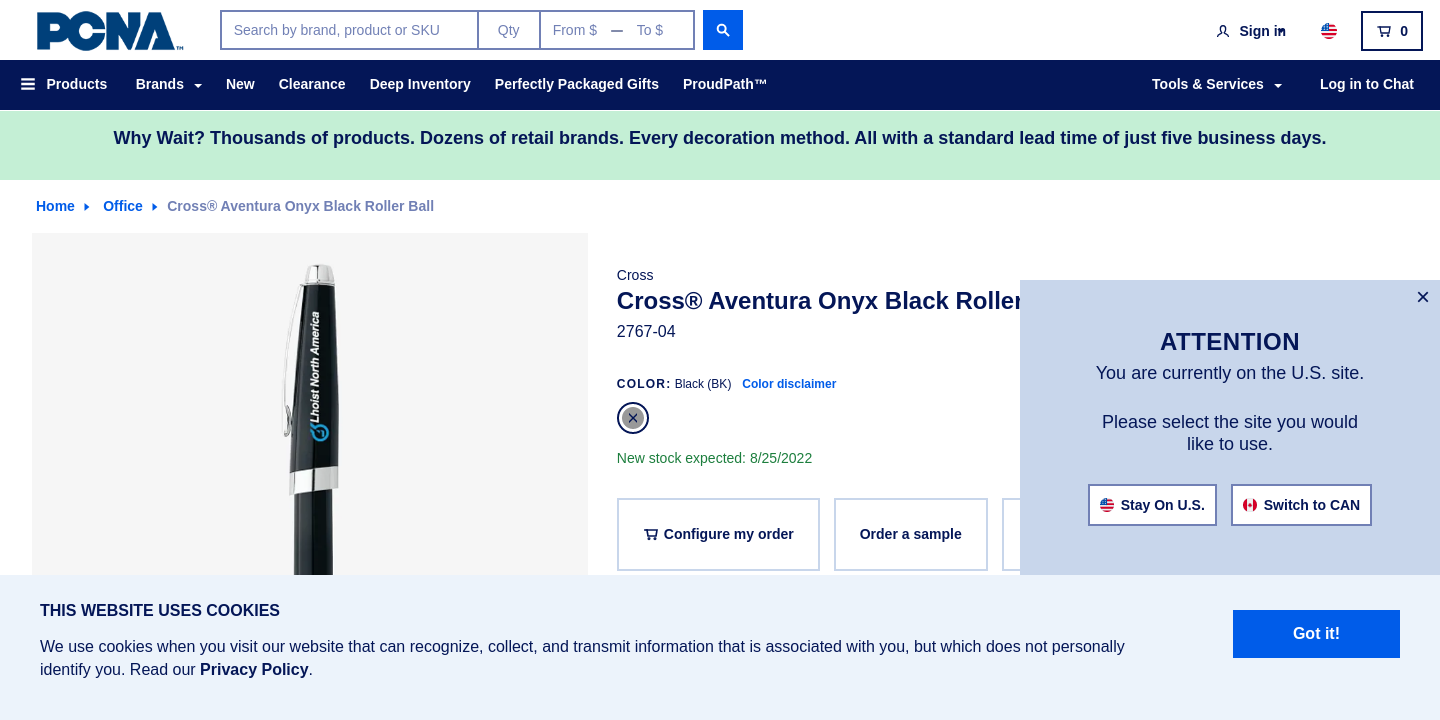 PCNA™
Search by brand, product or SKU
Qty
From $ — To $
Sign in
0
Products
Brands
New
Clearance
Deep Inventory
Perfectly Packaged Gifts
ProudPath™
Tools & Services
Log in to Chat
Why Wait? Thousands of products. Dozens of retail brands. Every decoration method. All with a standard lead time of just five business days.
Home
Office
Cross® Aventura Onyx Black Roller Ball
Lhoist North America
Cross
Cross® Aventura Onyx Black Roller
2767-04
COLOR: Black (BK) Color disclaimer
New stock expected: 8/25/2022
Configure my order
Order a sample
ATTENTION
You are currently on the U.S. site.
Please select the site you would
like to use.
Stay On U.S.
Switch to CAN
THIS WEBSITE USES COOKIES
We use cookies when you visit our website that can recognize, collect, and transmit information that is associated with you, but which does not personally
identify you. Read our Privacy Policy.
Got it!